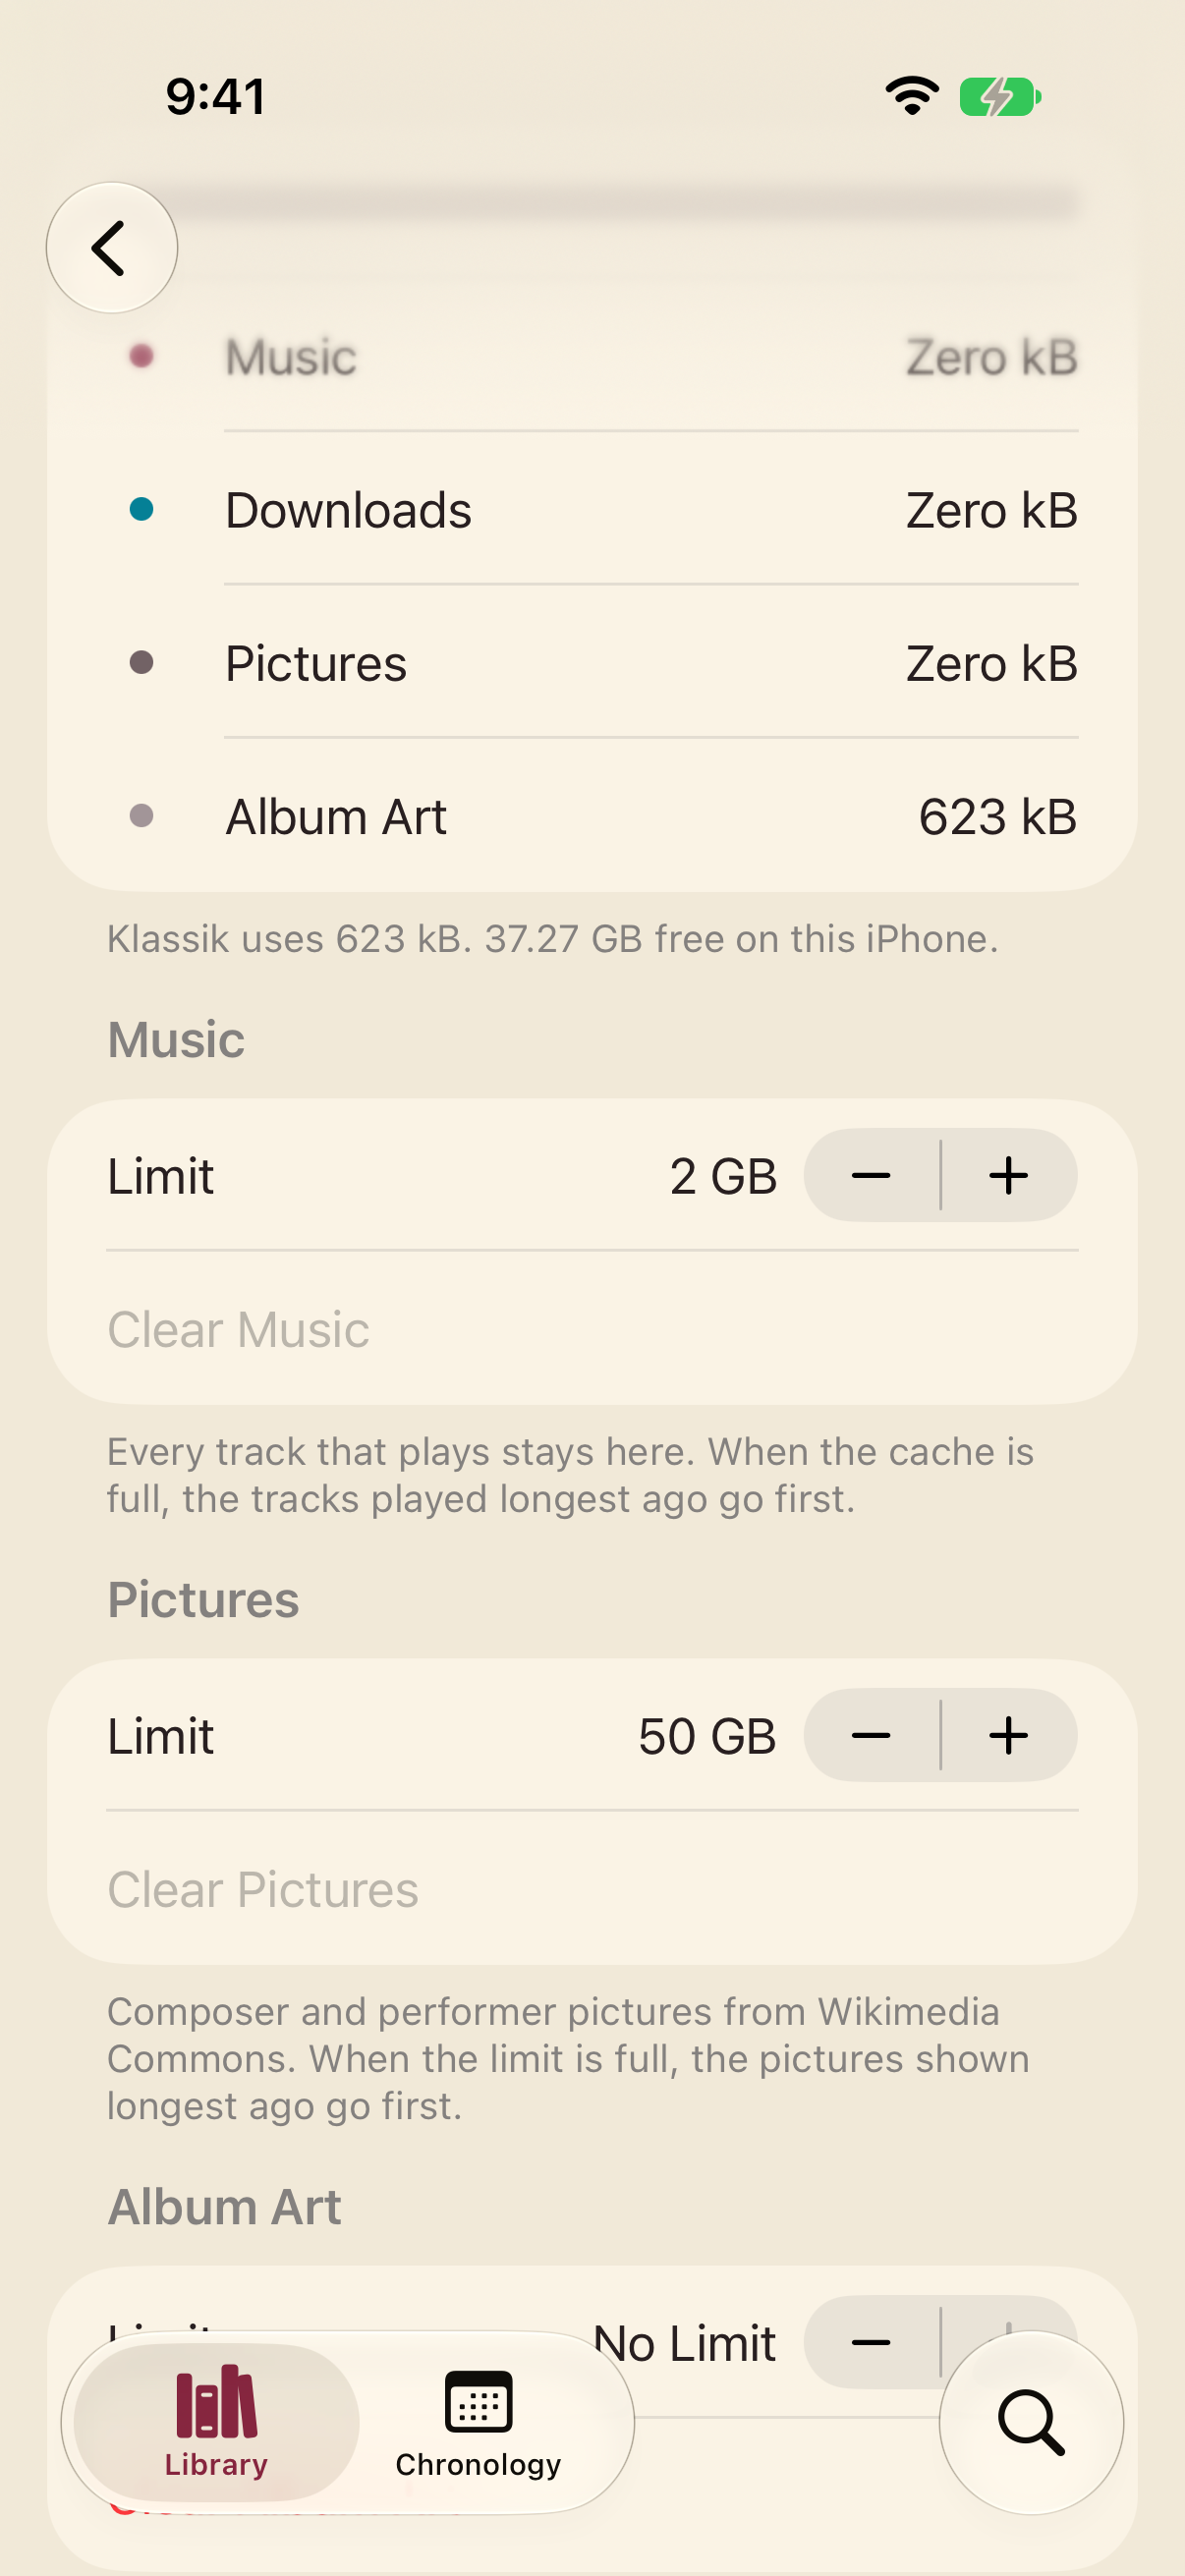 9:41
Music Zero kB
Downloads Zero kB
Pictures Zero kB
Album Art 623 kB
Klassik uses 623 kB. 37.27 GB free on this iPhone.
Music
Limit 2 GB
Clear Music
Every track that plays stays here. When the cache is
full, the tracks played longest ago go first.
Pictures
Limit 50 GB
Clear Pictures
Composer and performer pictures from Wikimedia
Commons. When the limit is full, the pictures shown
longest ago go first.
Album Art
Limit No Limit
Library Chronology